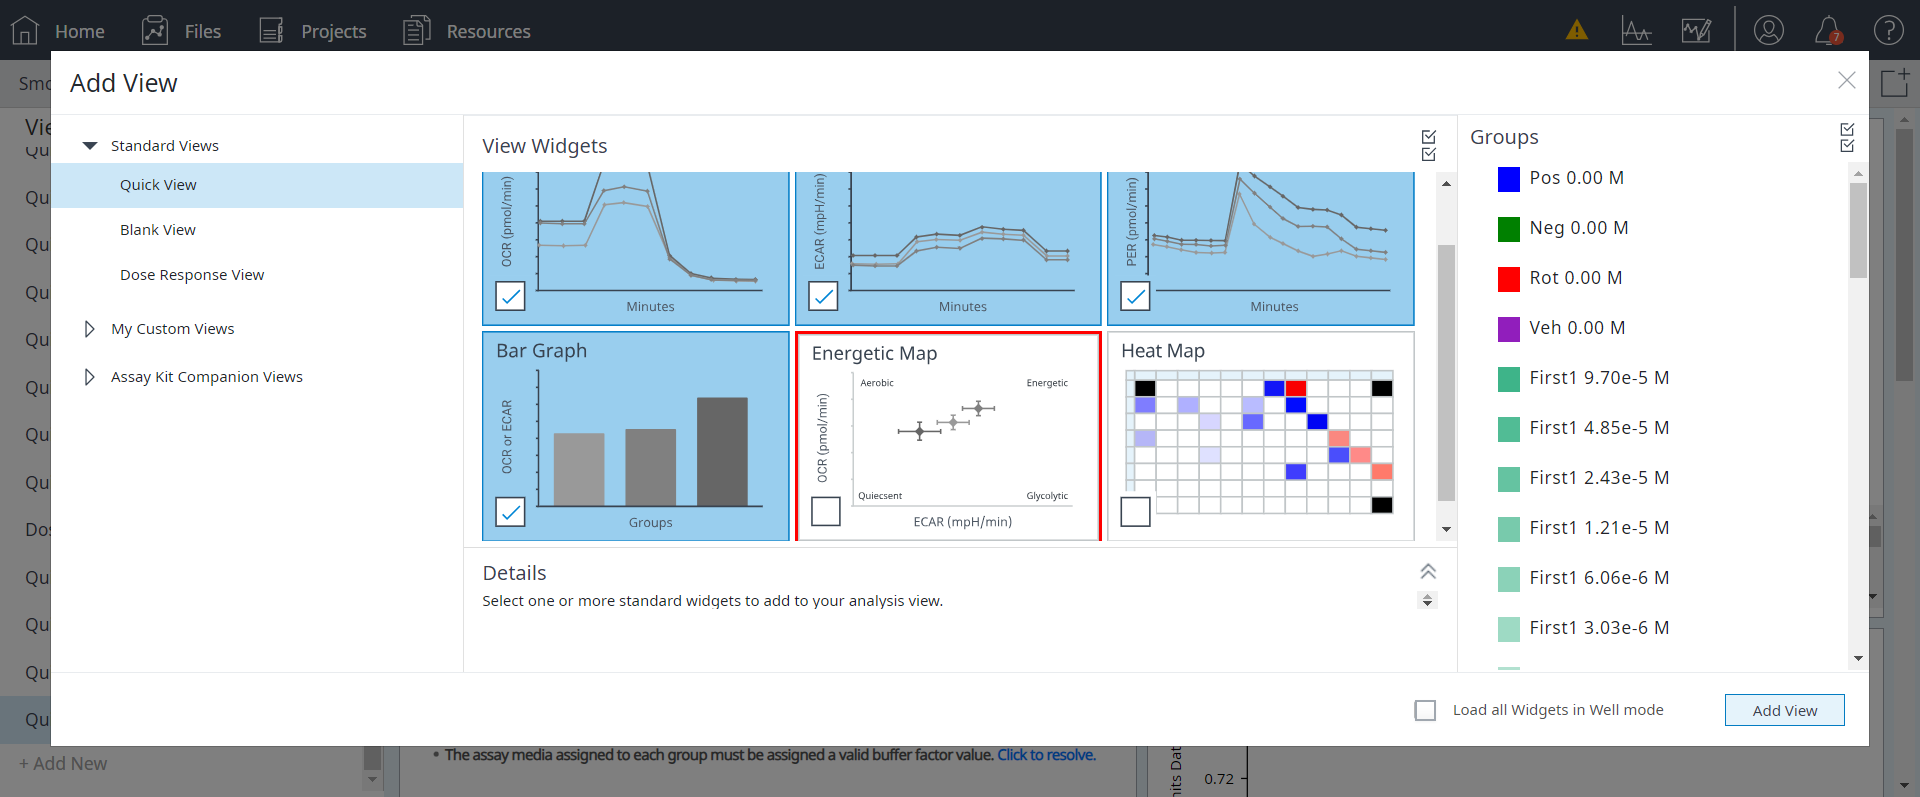 Home Files Projects Resources
7
Smo
Add View
Vie
Qu
Qu
Qu
Qu
Qu
Qu
Qu
Qu
Dos
Qu
Qu
Qu
Qu
+ Add New
Standard Views
Quick View
Blank View
Dose Response View
My Custom Views
Assay Kit Companion Views
View Widgets
OCR (pmol/min)
Minutes
ECAR (mpH/min)
Minutes
PER (pmol/min)
Minutes
Bar Graph
OCR or ECAR
Groups
Energetic Map
Aerobic
Energetic
OCR (pmol/min)
Quiecsent
Glycolytic
ECAR (mpH/min)
Heat Map
Details
Select one or more standard widgets to add to your analysis view.
Groups
Pos 0.00 M
Neg 0.00 M
Rot 0.00 M
Veh 0.00 M
First1 9.70e-5 M
First1 4.85e-5 M
First1 2.43e-5 M
First1 1.21e-5 M
First1 6.06e-6 M
First1 3.03e-6 M
Load all Widgets in Well mode
Add View
• The assay media assigned to each group must be assigned a valid buffer factor value. Click to resolve.
nits Dat
0.72